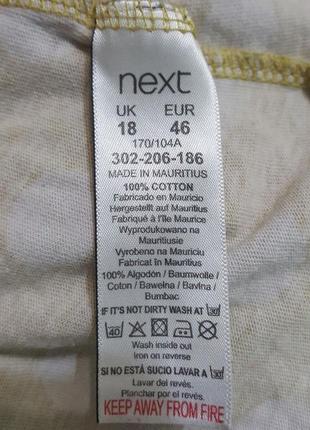 next
UK EUR
18 46
170/104A
302-206-186
MADE IN MAURITIUS
100% COTTON
Fabricado en Mauricio
Hergestellt auf Mauritius
Fabriqué à l'île Maurice
Wyprodukowano na
Mauritiusie
Vyrobeno na Mauriciu
Fabricat în Mauritius
100% Algodón / Baumwolle /
Coton / Bawełna / Bavlna /
Bumbac
IF IT'S NOT DIRTY WASH AT 30
40
Wash inside out
Iron on reverse
SI NO ESTÁ SUCIO LAVAR A 30
Lavar del revés.
Planchar por el revés.
KEEP AWAY FROM FIRE